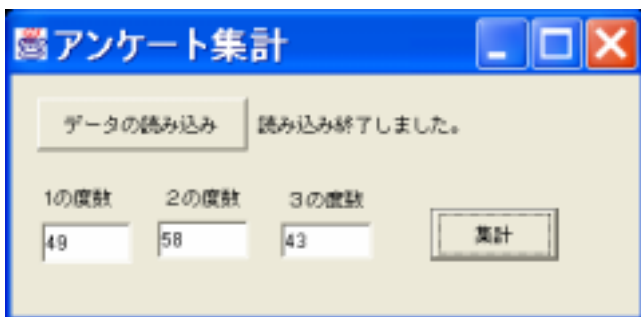 アンケート集計
データの読み込み 読み込み終了しました。
1の度数 2の度数 3の度数
49 58 43 集計